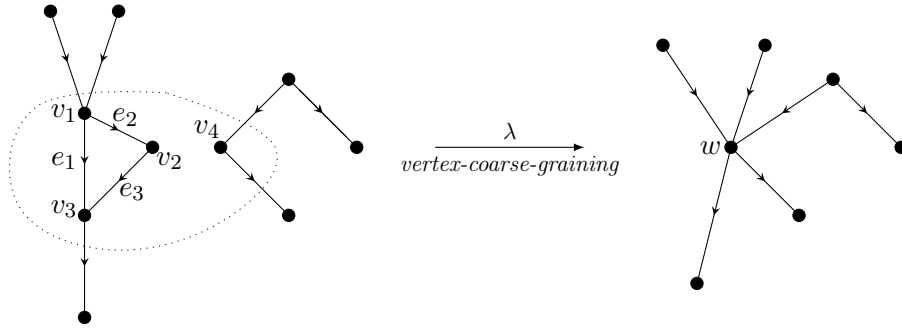 v₁
e₂
v₄
λ
e₁
v₂
vertex-coarse-graining
w
e₃
v₃